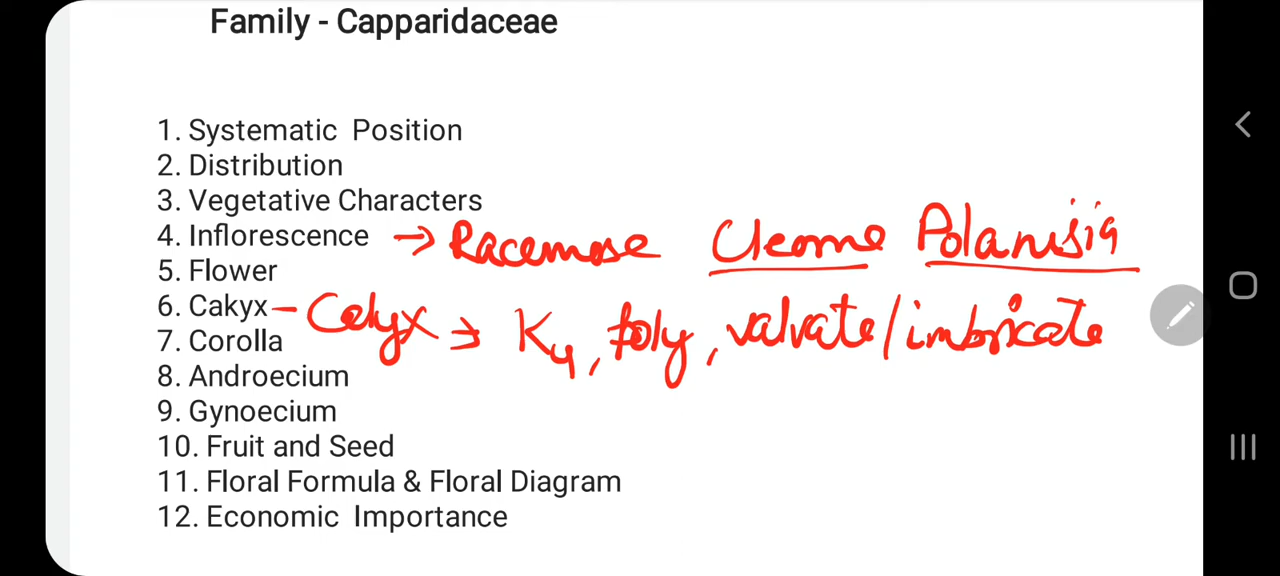 Family - Capparidaceae
1. Systematic Position
2. Distribution
3. Vegetative Characters
4. Inflorescence → Racemose Cleome Polanisia
5. Flower
6. Cakyx - Calyx → K4, poly, valvate/imbricate
7. Corolla
8. Androecium
9. Gynoecium
10. Fruit and Seed
11. Floral Formula & Floral Diagram
12. Economic Importance